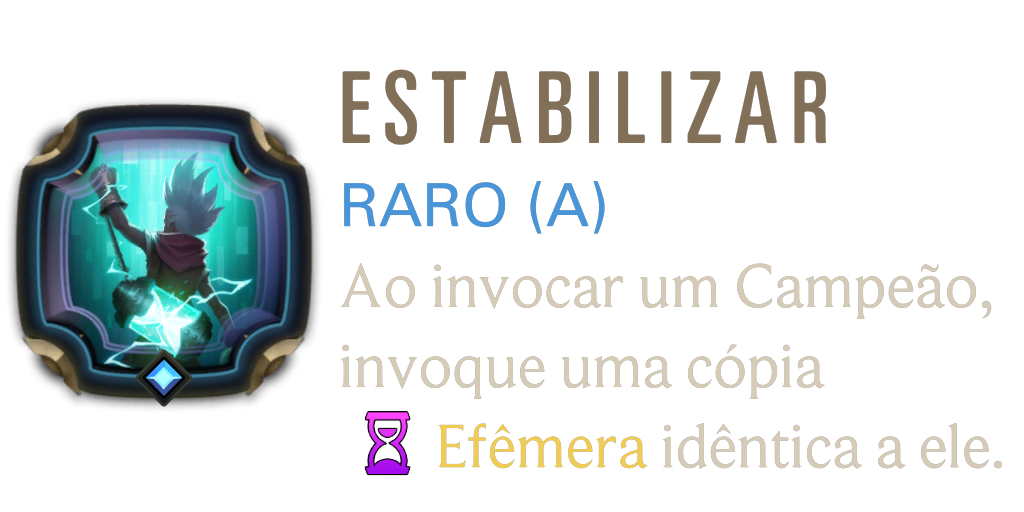 ESTABILIZAR
RARO (A)
Ao invocar um Campeão,
invoque uma cópia
Efêmera idêntica a ele.